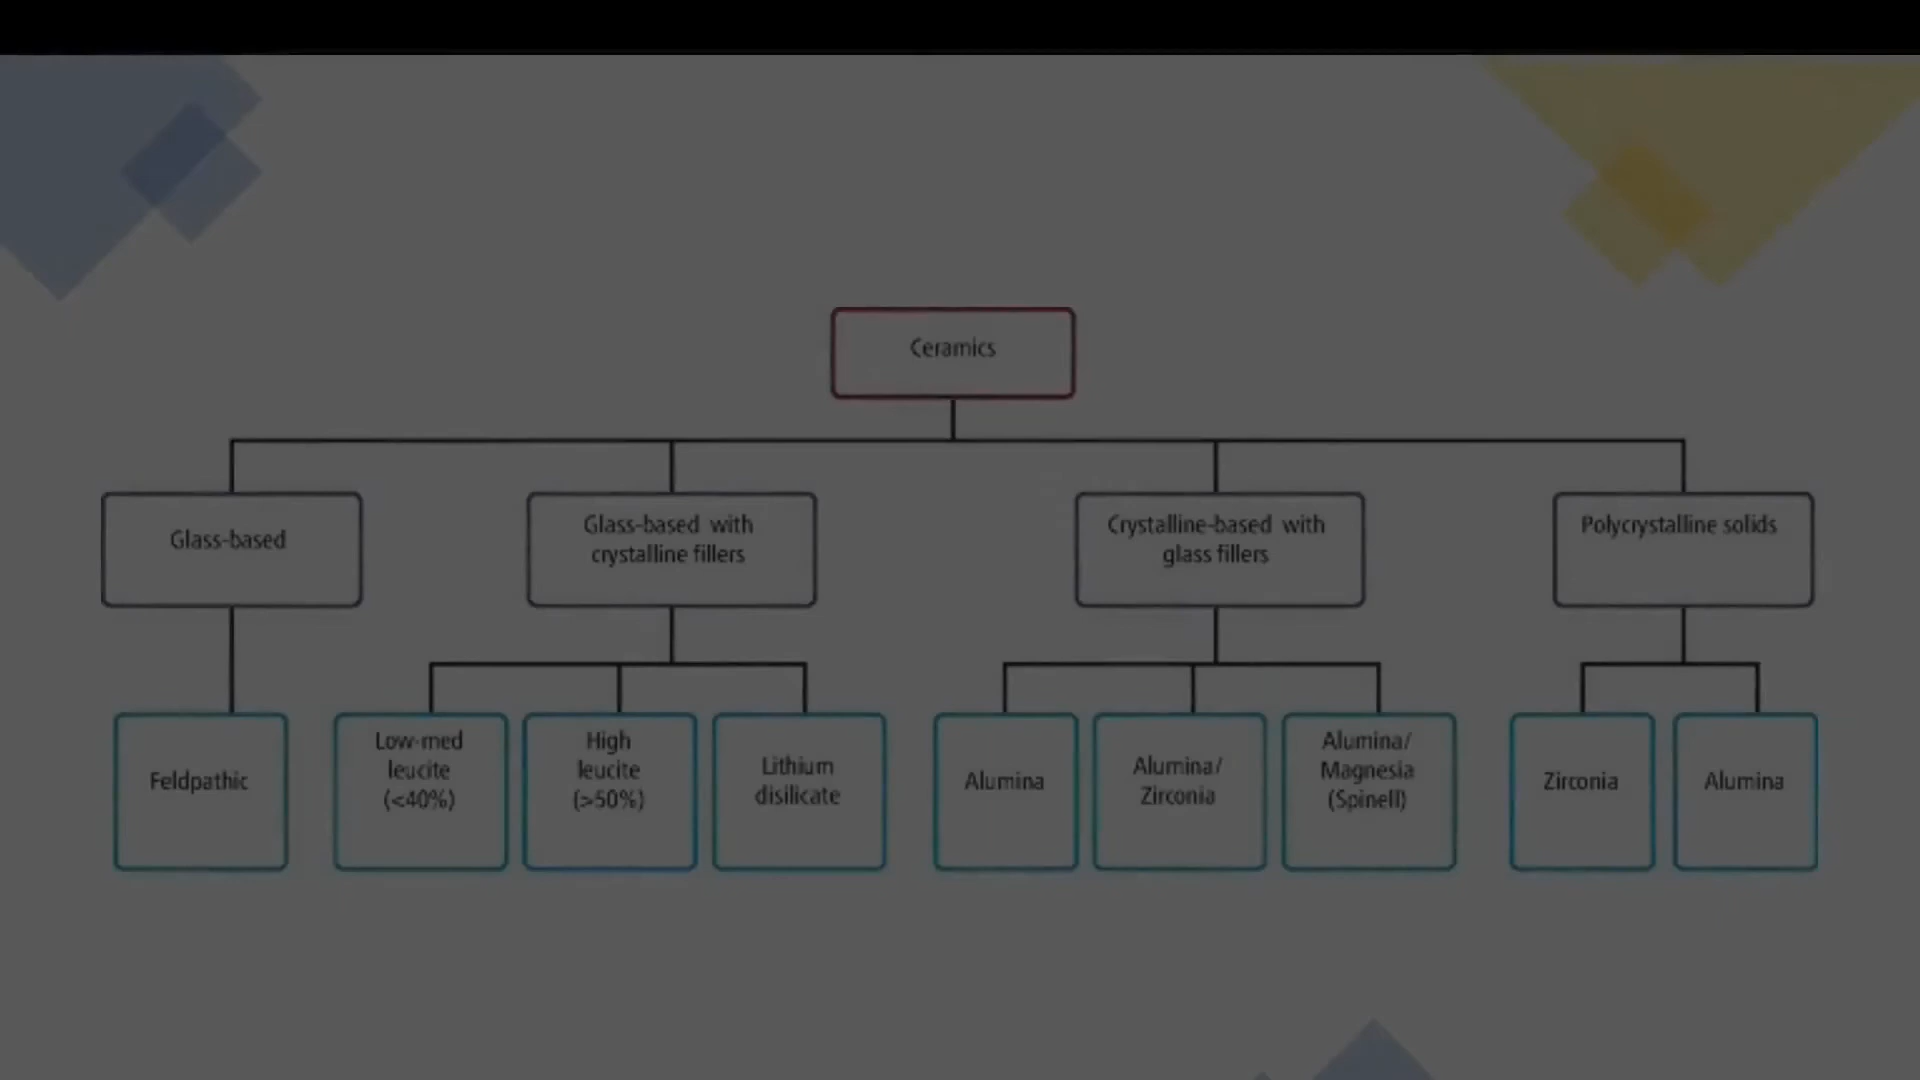 Ceramics
Glass-based
Glass-based with
crystalline fillers
Crystalline-based with
glass fillers
Polycrystalline solids
Feldpathic
Low-med
leucite
(<40%)
High
leucite
(>50%)
Lithium
disilicate
Alumina
Alumina/
Zirconia
Alumina/
Magnesia
(Spinell)
Zirconia
Alumina